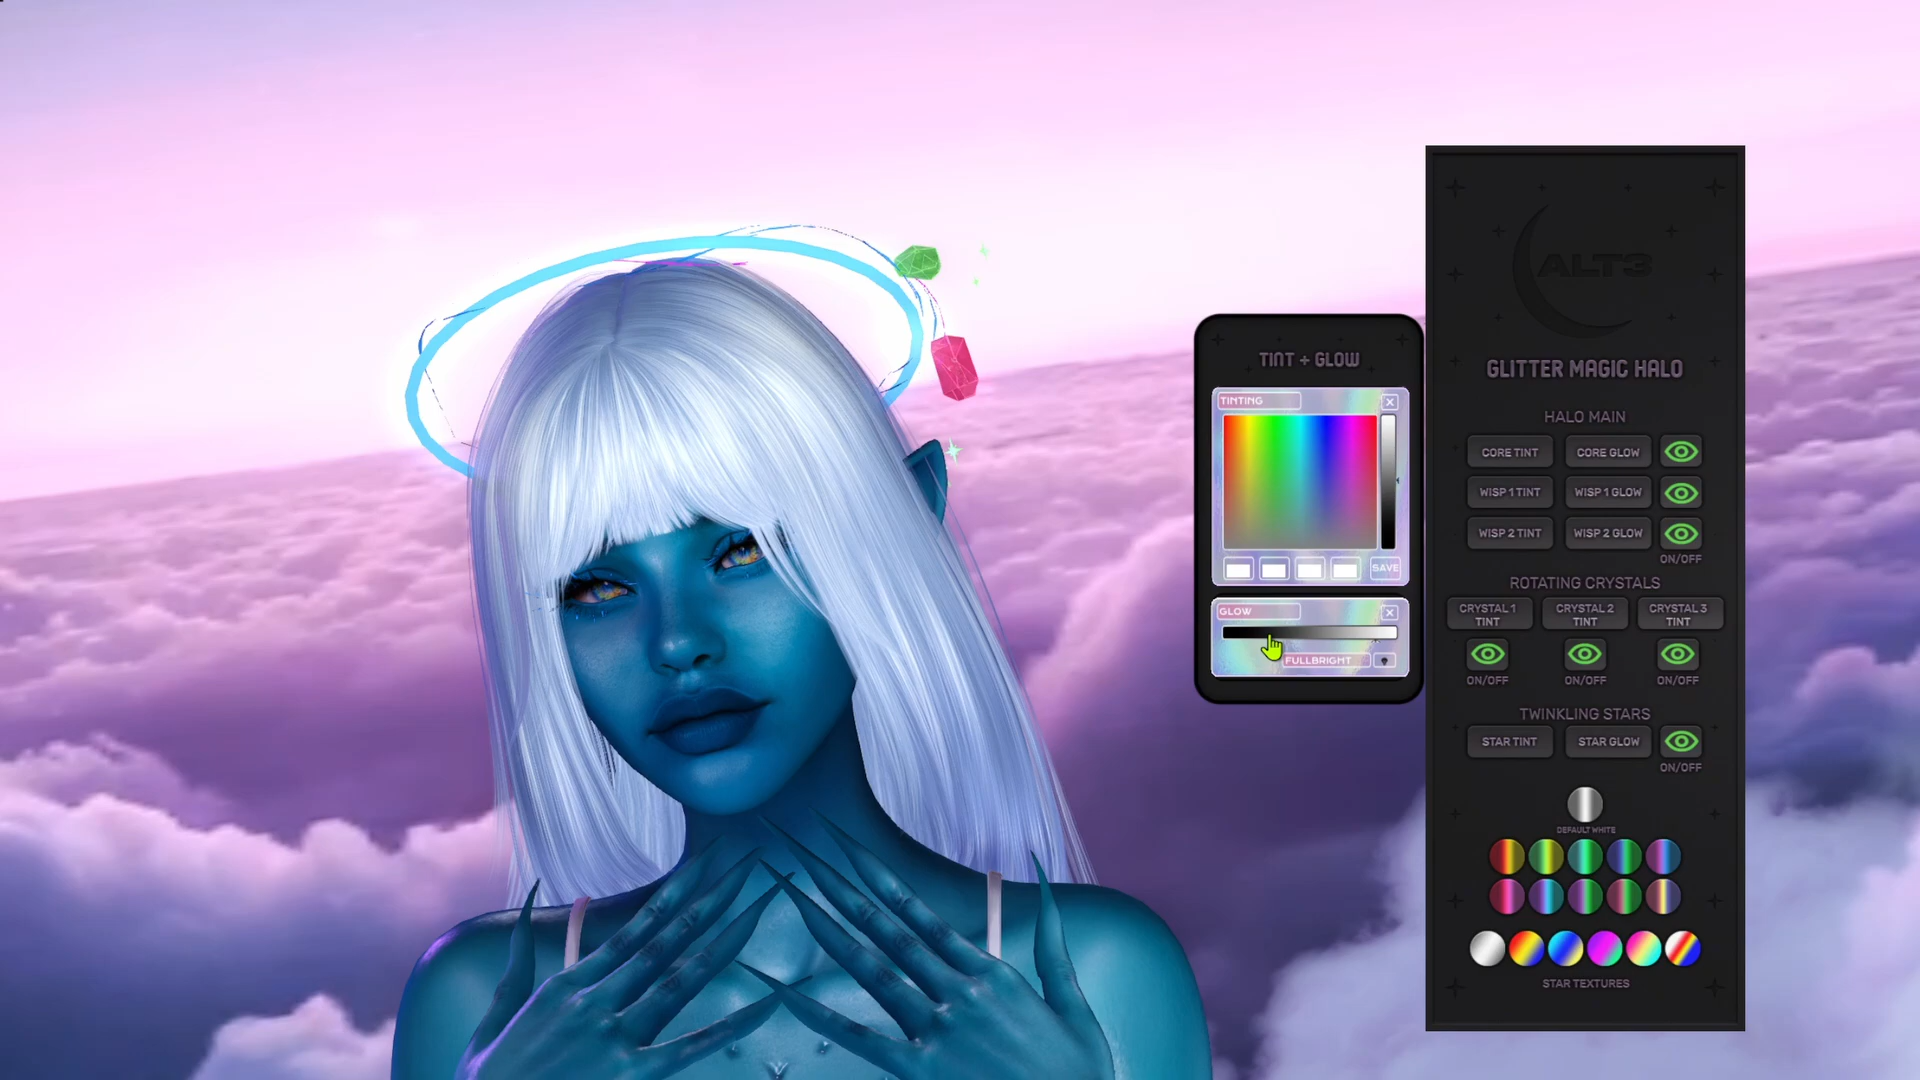 TINT + GLOW
TINTING
X
SAVE
GLOW
X
FULLBRIGHT
ALT3
GLITTER MAGIC HALO
HALO MAIN
CORE TINT
CORE GLOW
WISP 1 TINT
WISP 1 GLOW
WISP 2 TINT
WISP 2 GLOW
ON/OFF
ROTATING CRYSTALS
CRYSTAL 1
TINT
CRYSTAL 2
TINT
CRYSTAL 3
TINT
ON/OFF
ON/OFF
ON/OFF
TWINKLING STARS
STAR TINT
STAR GLOW
ON/OFF
DEFAULT WHITE
STAR TEXTURES